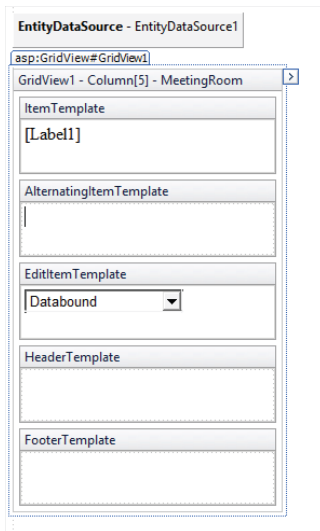 EntityDataSource - EntityDataSource1
asp:GridView#GridView1
GridView1 - Column[5] - MeetingRoom
ItemTemplate
[Label1]
AlternatingItemTemplate
EditItemTemplate
Databound
HeaderTemplate
FooterTemplate